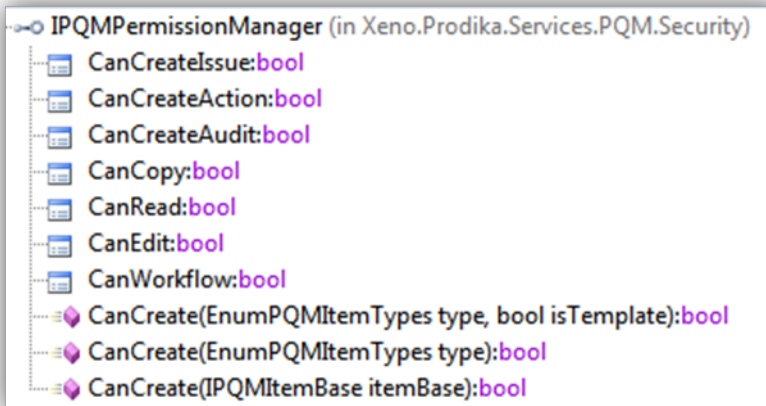 IPQMPermissionManager (in Xeno.Prodika.Services.PQM.Security)
CanCreateIssue:bool
CanCreateAction:bool
CanCreateAudit:bool
CanCopy:bool
CanRead:bool
CanEdit:bool
CanWorkflow:bool
CanCreate(EnumPQMItemTypes type, bool isTemplate):bool
CanCreate(EnumPQMItemTypes type):bool
CanCreate(IPQMItemBase itemBase):bool